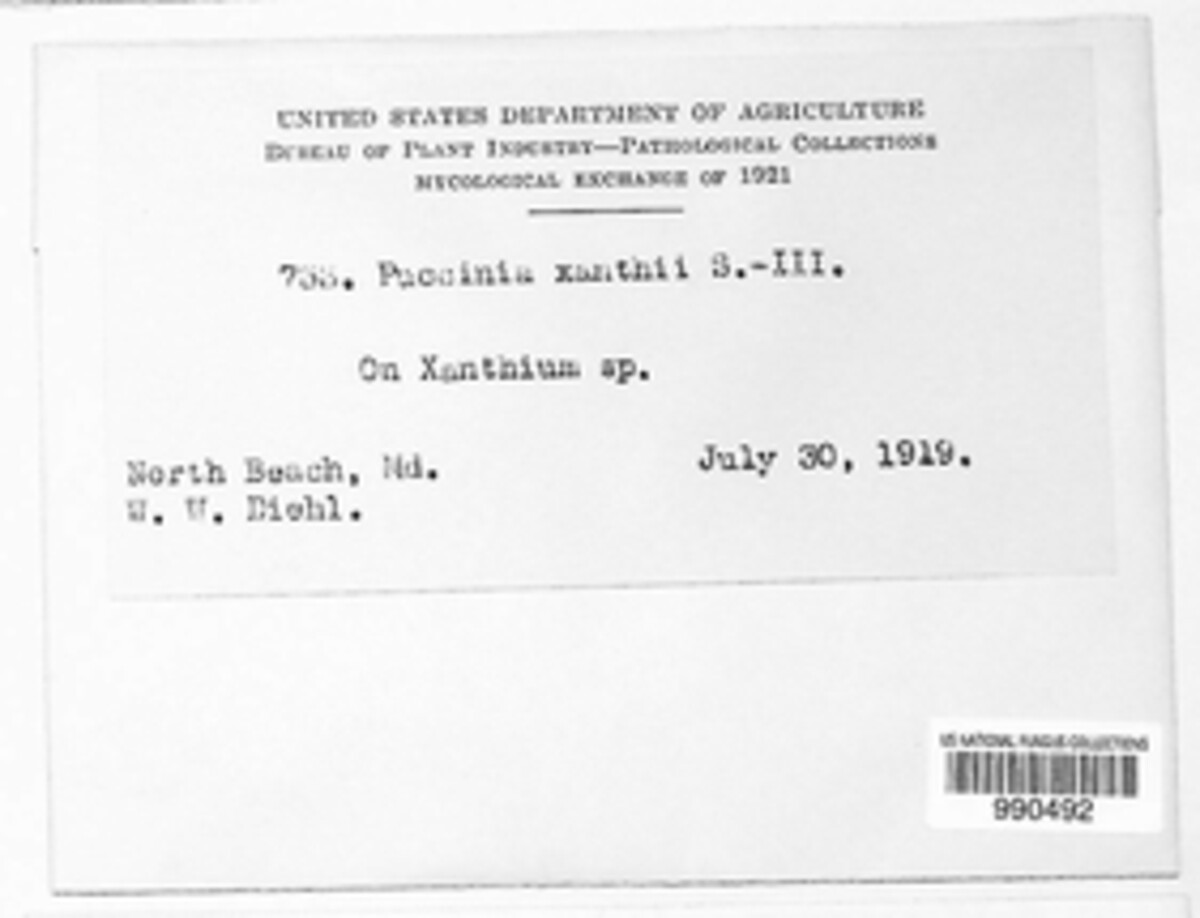 UNITED STATES DEPARTMENT OF AGRICULTURE
BUREAU OF PLANT INDUSTRY—PATHOLOGICAL COLLECTIONS
MYCOLOGICAL EXCHANGE OF 1921
Puccinia xanthii S.-III.
On Xanthium sp.
North Beach, Md.
July 30, 1919.
W. W. Diehl.
US NATIONAL FUNGUS COLLECTIONS
990492